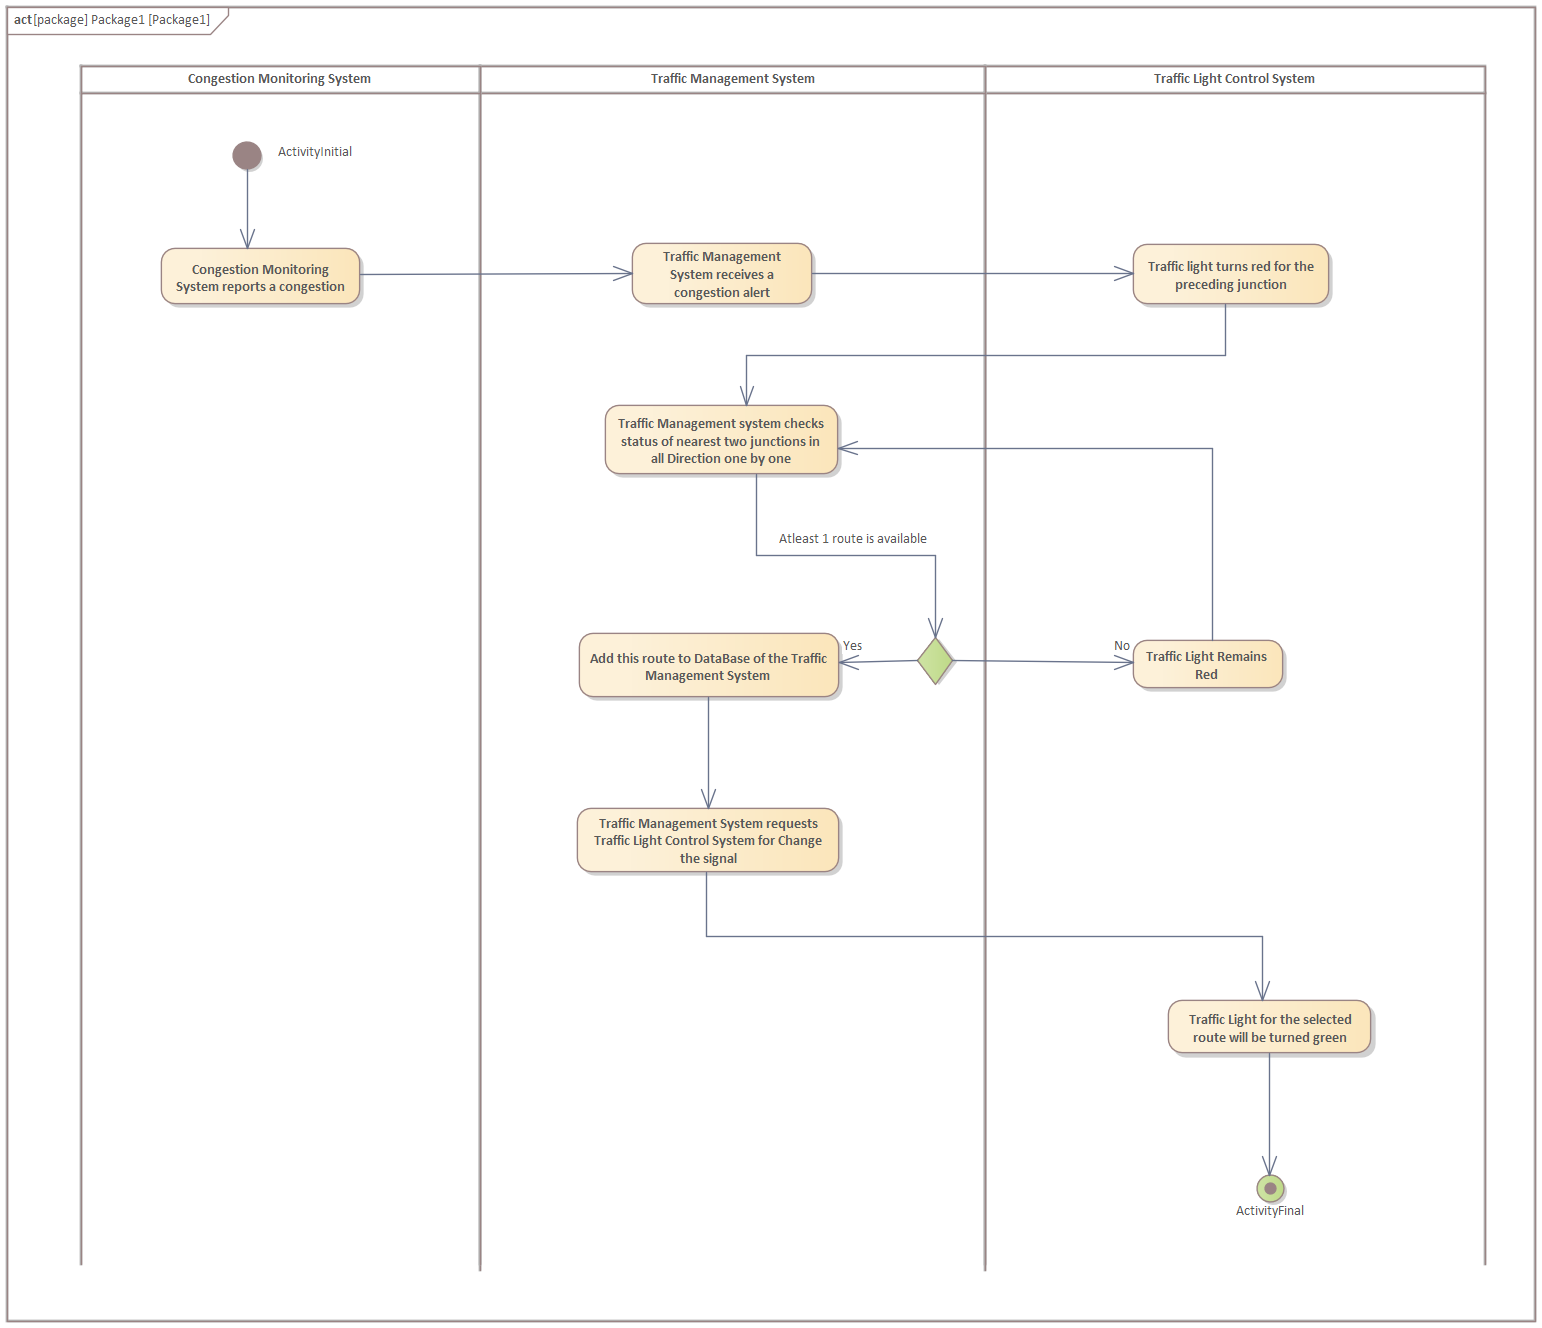 act [package] Package1 [Package1]
Congestion Monitoring System
Traffic Management System
Traffic Light Control System
ActivityInitial
Congestion Monitoring
System reports a congestion
Traffic Management
System receives a
congestion alert
Traffic light turns red for the
preceding junction
Traffic Management system checks
status of nearest two junctions in
all Direction one by one
Atleast 1 route is available
Yes
No
Add this route to DataBase of the Traffic
Management System
Traffic Light Remains
Red
Traffic Management System requests
Traffic Light Control System for Change
the signal
Traffic Light for the selected
route will be turned green
ActivityFinal